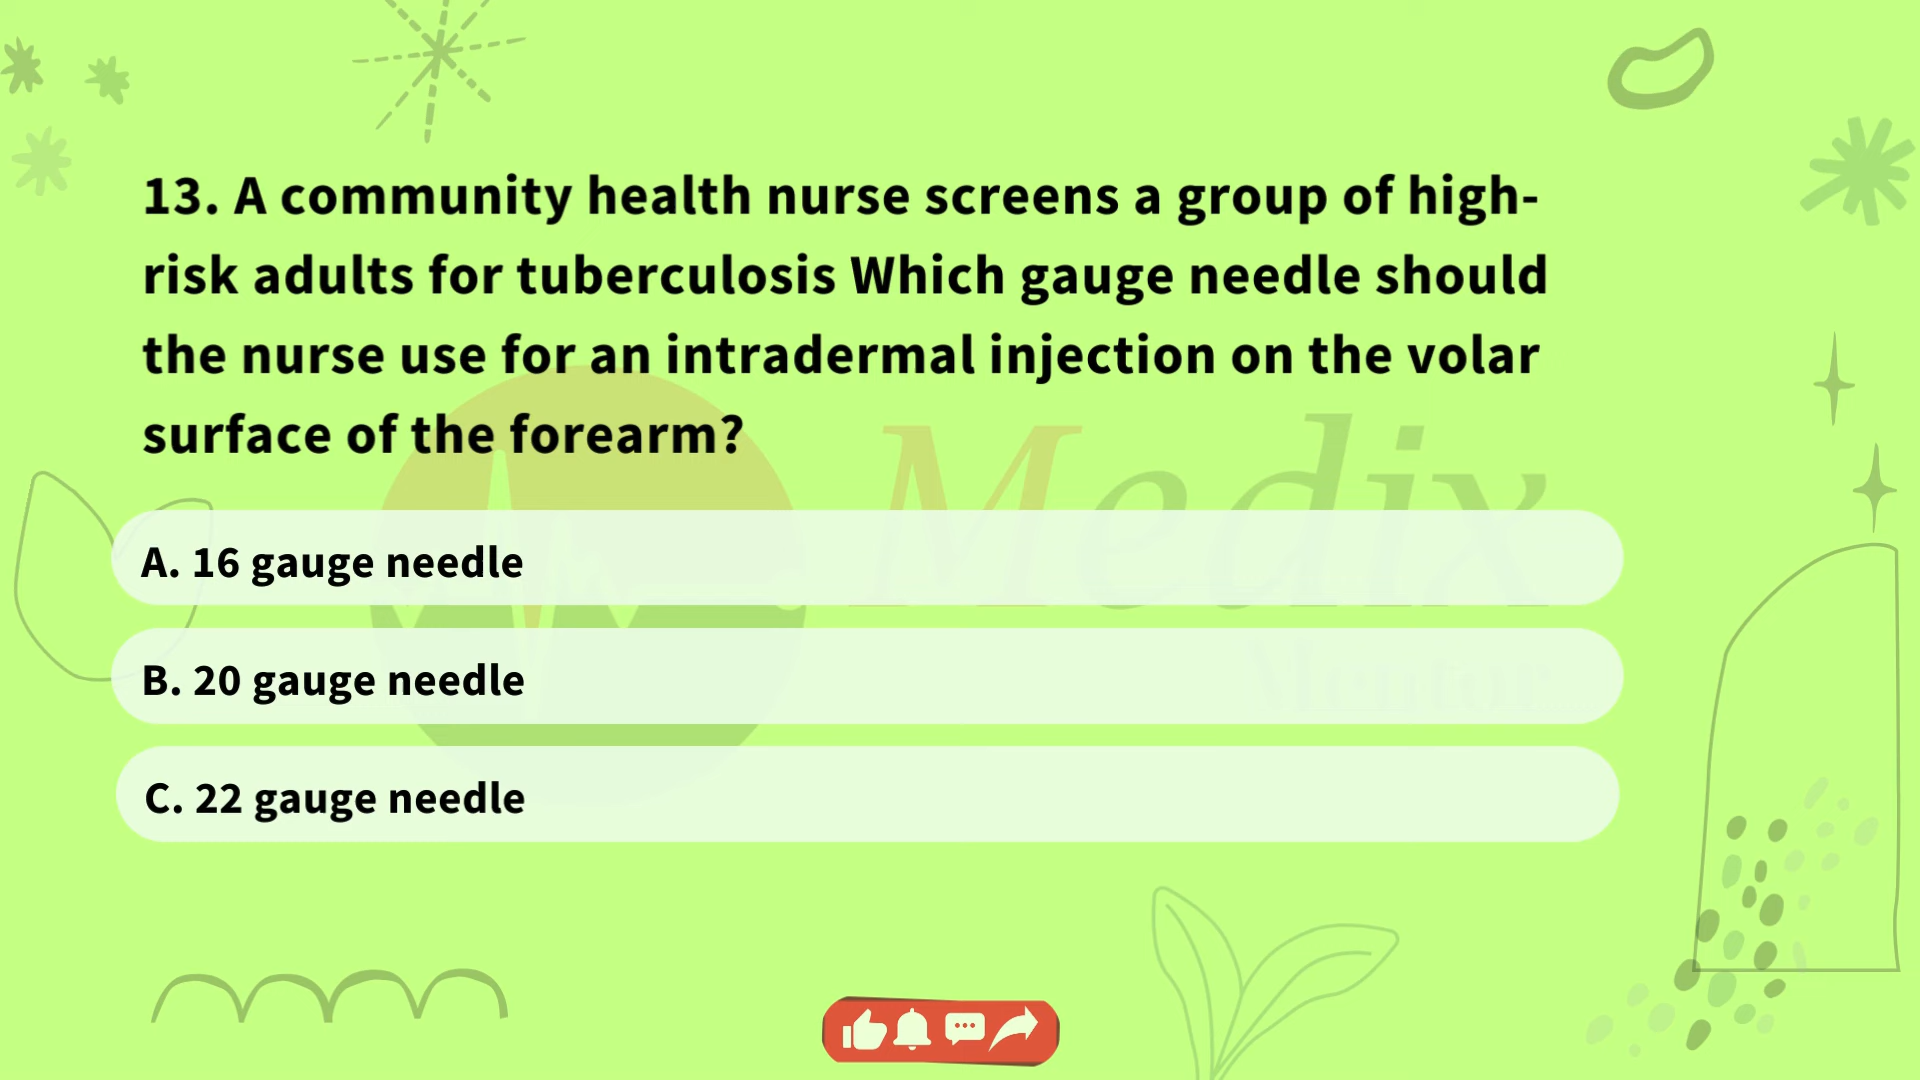 13. A community health nurse screens a group of high-
risk adults for tuberculosis Which gauge needle should
the nurse use for an intradermal injection on the volar
surface of the forearm?
Medix
A. 16 gauge needle
Mentor
B. 20 gauge needle
C. 22 gauge needle